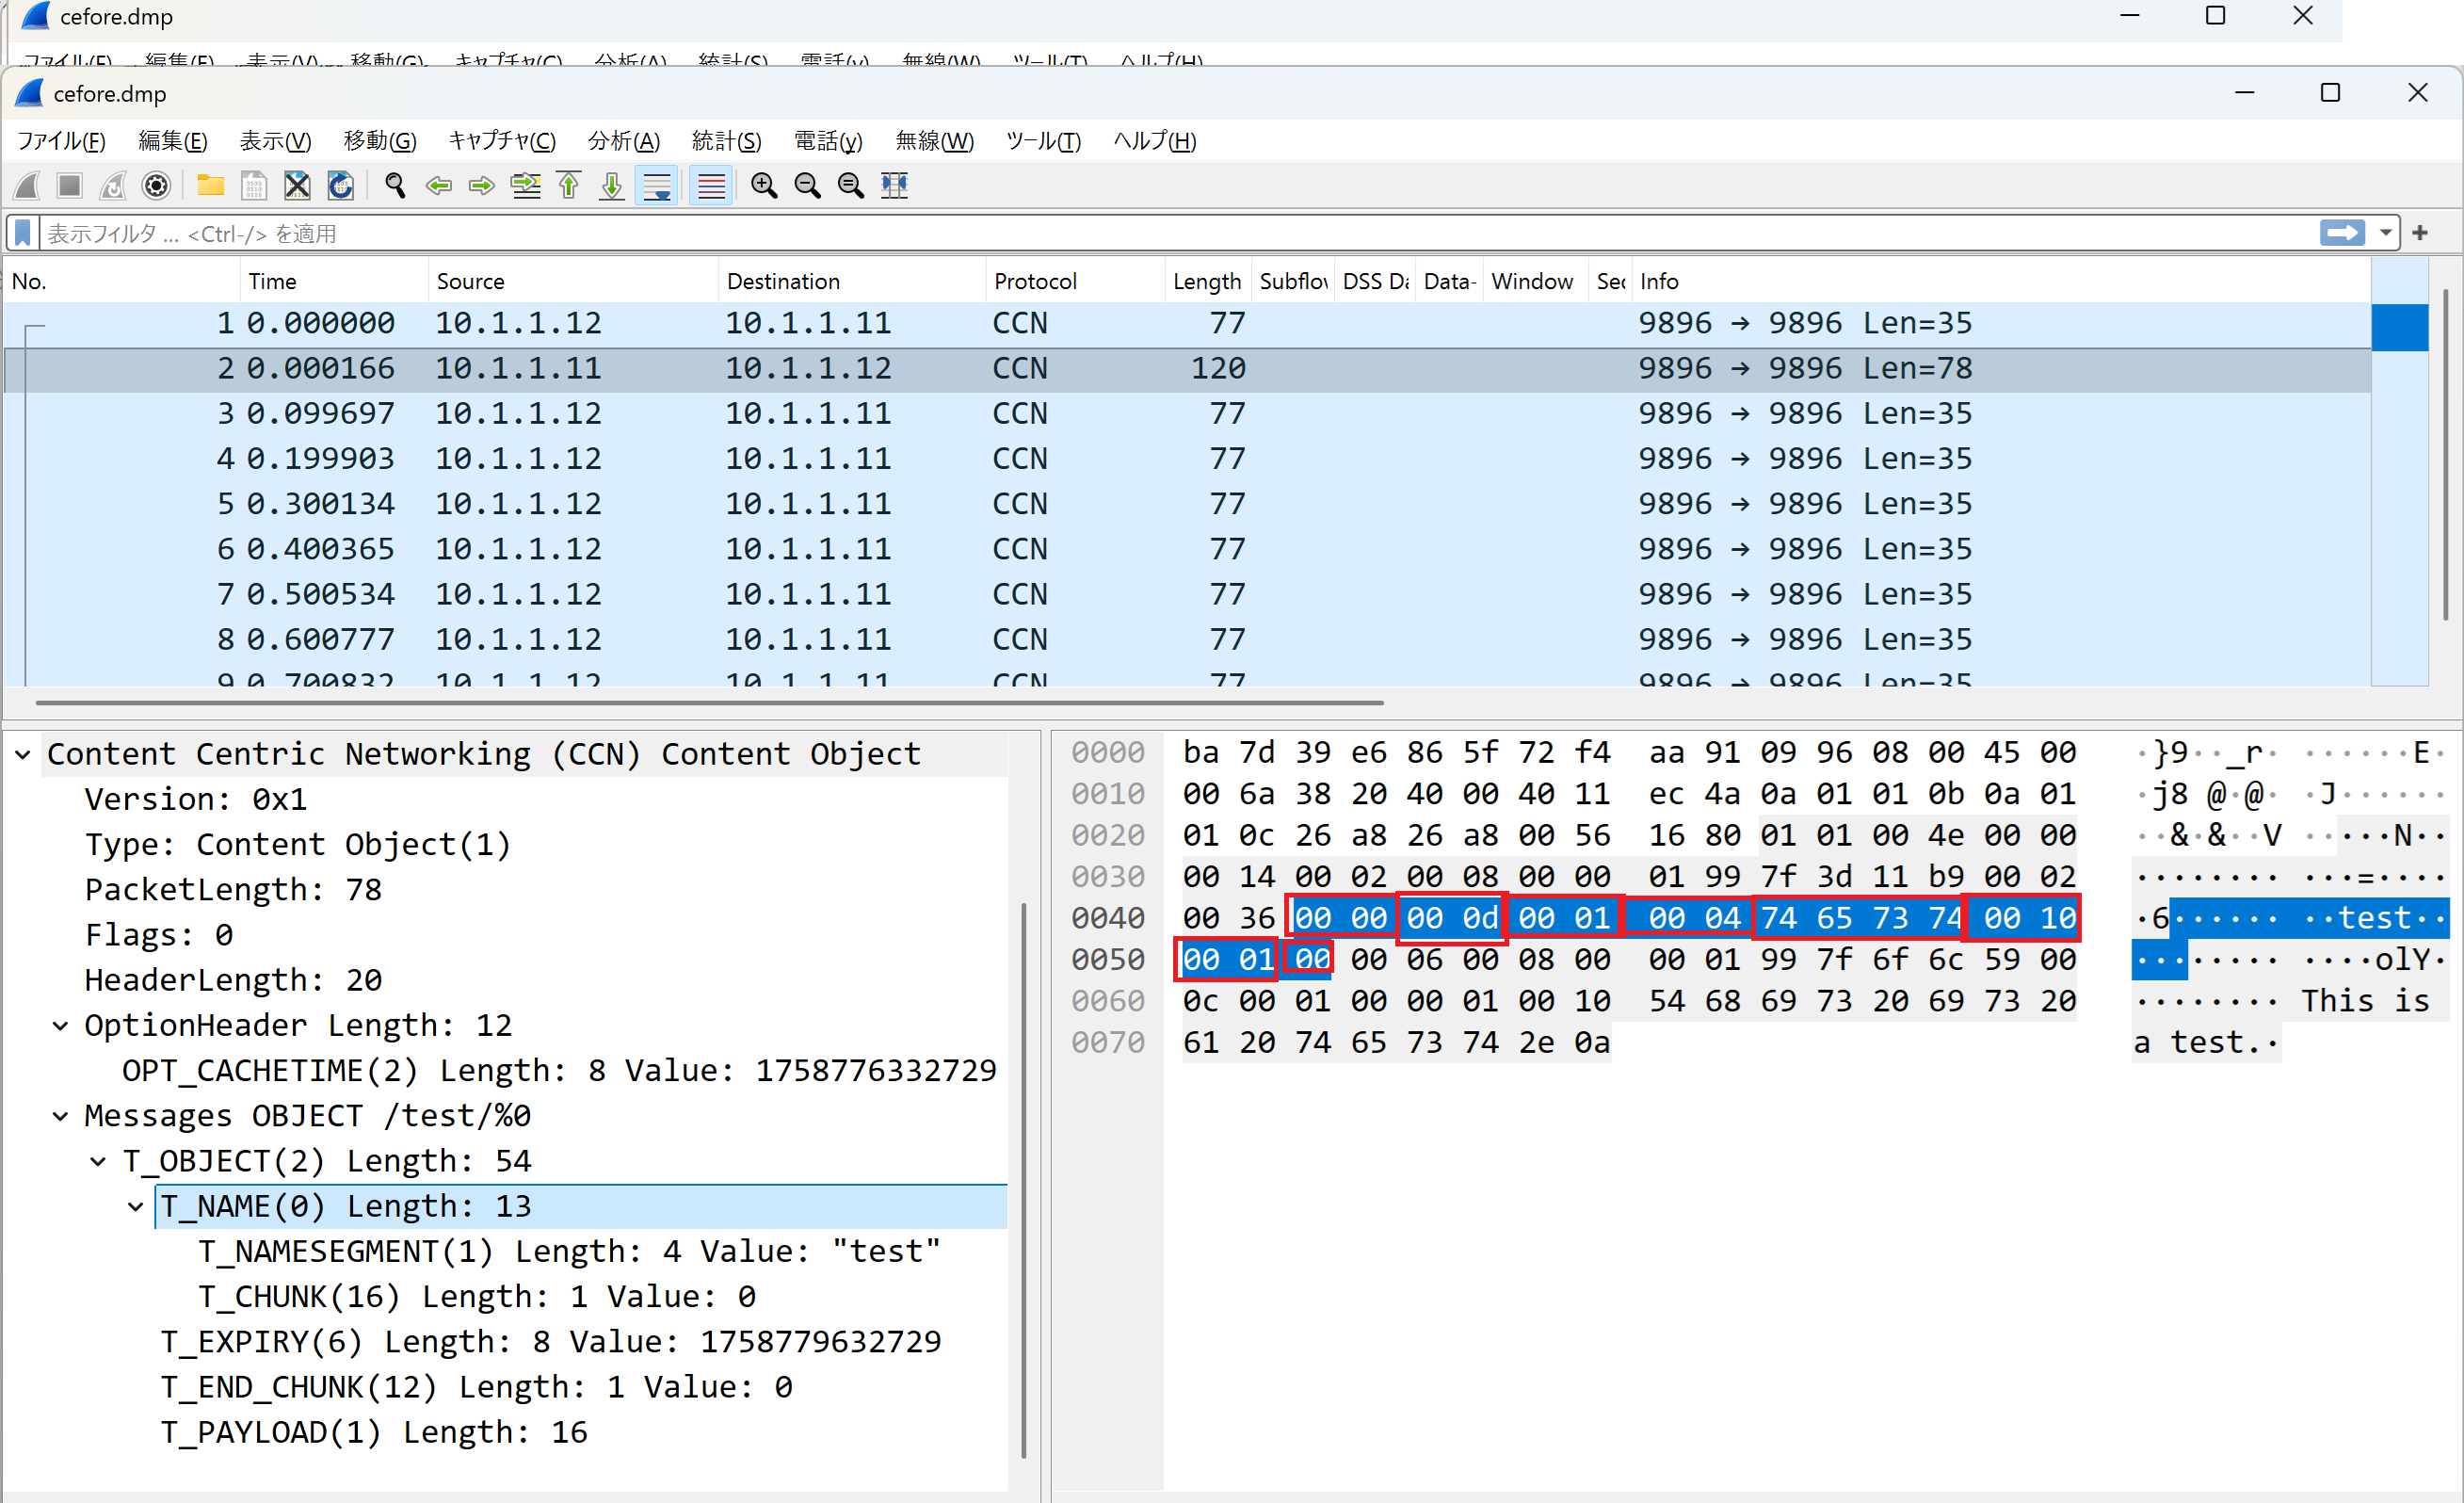 cefore.dmp
ファイル(F) 編集(E) 表示(V) 移動(G) キャプチャ(C) 分析(A) 統計(S) 電話(y) 無線(W) ツール(T) ヘルプ(H)
cefore.dmp
ファイル(F) 編集(E) 表示(V) 移動(G) キャプチャ(C) 分析(A) 統計(S) 電話(y) 無線(W) ツール(T) ヘルプ(H)
表示フィルタ ... <Ctrl-/> を適用
No. Time Source Destination Protocol Length Subflow DSS Da Data- Window Sec Info
1 0.000000 10.1.1.12 10.1.1.11 CCN 77 9896 → 9896 Len=35
2 0.000166 10.1.1.11 10.1.1.12 CCN 120 9896 → 9896 Len=78
3 0.099697 10.1.1.12 10.1.1.11 CCN 77 9896 → 9896 Len=35
4 0.199903 10.1.1.12 10.1.1.11 CCN 77 9896 → 9896 Len=35
5 0.300134 10.1.1.12 10.1.1.11 CCN 77 9896 → 9896 Len=35
6 0.400365 10.1.1.12 10.1.1.11 CCN 77 9896 → 9896 Len=35
7 0.500534 10.1.1.12 10.1.1.11 CCN 77 9896 → 9896 Len=35
8 0.600777 10.1.1.12 10.1.1.11 CCN 77 9896 → 9896 Len=35
9 0.700832 10.1.1.12 10.1.1.11 CCN 77 9896 → 9896 Len=35
Content Centric Networking (CCN) Content Object
Version: 0x1
Type: Content Object(1)
PacketLength: 78
Flags: 0
HeaderLength: 20
OptionHeader Length: 12
OPT_CACHETIME(2) Length: 8 Value: 1758776332729
Messages OBJECT /test/%0
T_OBJECT(2) Length: 54
T_NAME(0) Length: 13
T_NAMESEGMENT(1) Length: 4 Value: "test"
T_CHUNK(16) Length: 1 Value: 0
T_EXPIRY(6) Length: 8 Value: 1758779632729
T_END_CHUNK(12) Length: 1 Value: 0
T_PAYLOAD(1) Length: 16
0000 ba 7d 39 e6 86 5f 72 f4 aa 91 09 96 08 00 45 00 ·}9··_r· ······E·
0010 00 6a 38 20 40 00 40 11 ec 4a 0a 01 01 0b 0a 01 ·j8 @·@· ·J······
0020 01 0c 26 a8 26 a8 00 56 16 80 01 01 00 4e 00 00 ··&·&··V ·····N··
0030 00 14 00 02 00 08 00 00 01 99 7f 3d 11 b9 00 02 ········ ···=····
0040 00 36 00 00 00 0d 00 01 00 04 74 65 73 74 00 10 ·6······ ··test··
0050 00 01 00 00 06 00 08 00 00 01 99 7f 6f 6c 59 00 ········ ····olY·
0060 0c 00 01 00 00 01 00 10 54 68 69 73 20 69 73 20 ········ This is
0070 61 20 74 65 73 74 2e 0a a test.·